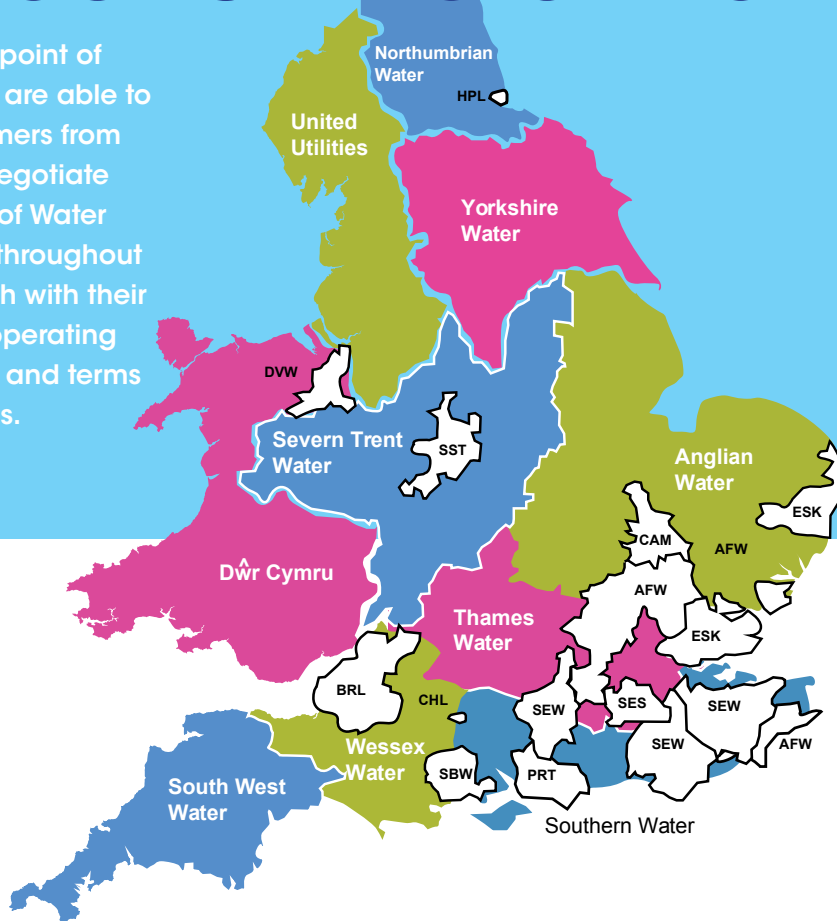 point of
are able to
mers from
egotiate
of Water
throughout
h with their
perating
and terms
s.
Northumbrian
Water
HPL
United
Utilities
Yorkshire
Water
DVW
Severn Trent
Water
SST
Anglian
Water
ESK
CAM
AFW
Dŵr Cymru
AFW
Thames
Water
ESK
BRL
CHL
SEW
SES
SEW
SEW
AFW
Wessex
Water
SBW
PRT
South West
Water
Southern Water